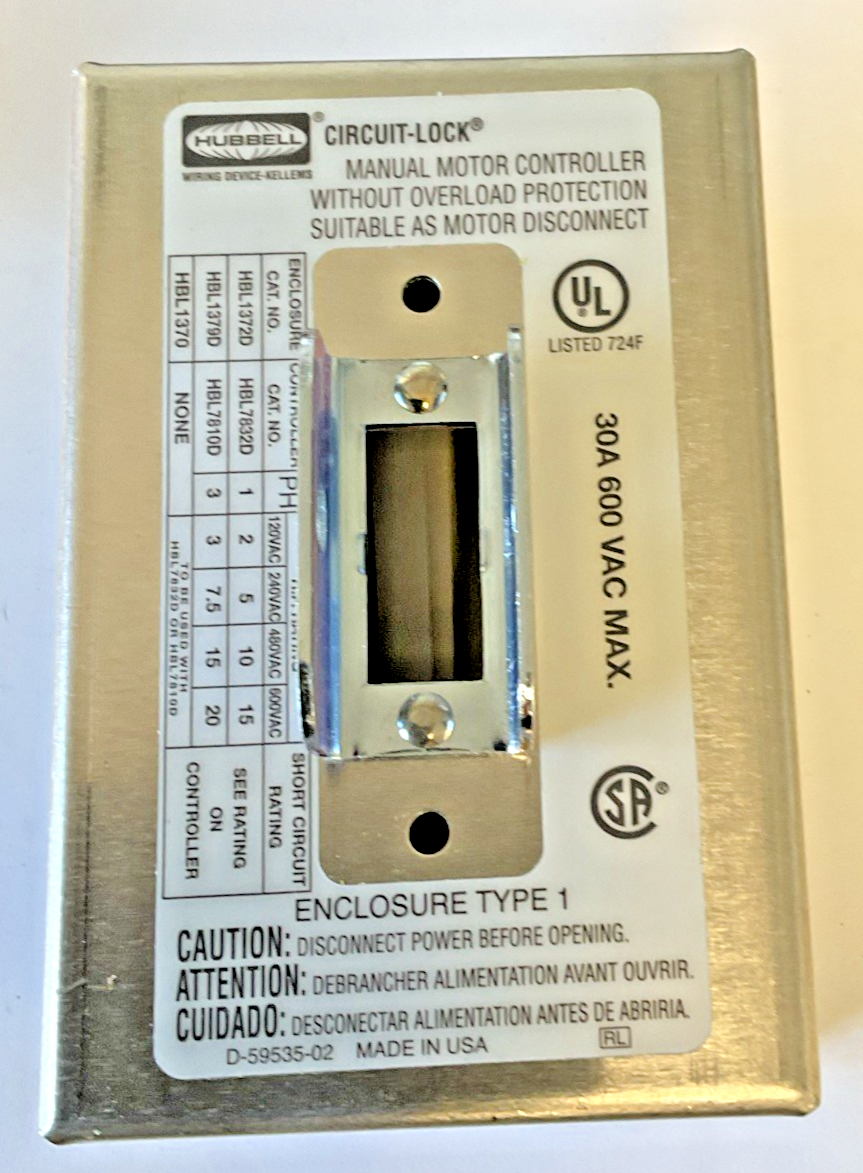 HUBBELL®
WIRING DEVICE-KELLEMS
CIRCUIT-LOCK®
MANUAL MOTOR CONTROLLER
WITHOUT OVERLOAD PROTECTION
SUITABLE AS MOTOR DISCONNECT
UL®
LISTED 724F
30A 600 VAC MAX.
SA®
ENCLOSURE CONTROLLER PH SHORT CIRCUIT
CAT. NO. CAT. NO. 120VAC 240VAC 480VAC 600VAC RATING
HBL1372D HBL7832D 1 2 5 10 15 SEE RATING
HBL1379D HBL7810D 3 3 7.5 15 20 ON
HBL1370 NONE TO BE USED WITH CONTROLLER
HBL7832D OR HBL7810D
ENCLOSURE TYPE 1
CAUTION: DISCONNECT POWER BEFORE OPENING.
ATTENTION: DEBRANCHER ALIMENTATION AVANT OUVRIR.
CUIDADO: DESCONECTAR ALIMENTATION ANTES DE ABRIRIA.
D-59535-02 MADE IN USA RL